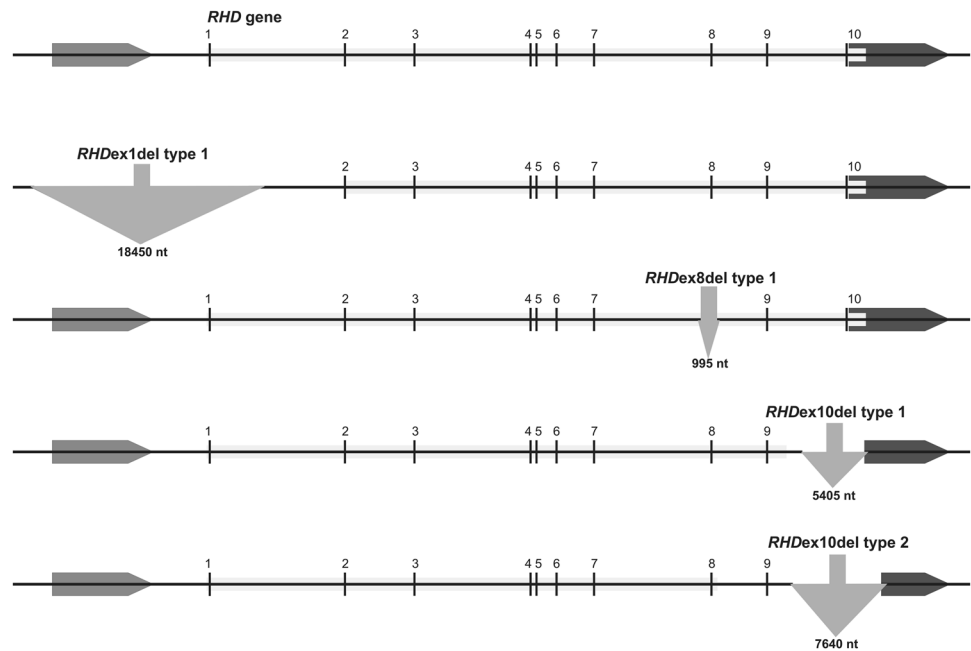 RHD gene
1 2 3 4 5 6 7 8 9 10
RHDex1del type 1
2 3 4 5 6 7 8 9 10
18450 nt
RHDex8del type 1
1 2 3 4 5 6 7 9 10
995 nt
RHDex10del type 1
1 2 3 4 5 6 7 8 9
5405 nt
RHDex10del type 2
1 2 3 4 5 6 7 8 9
7640 nt